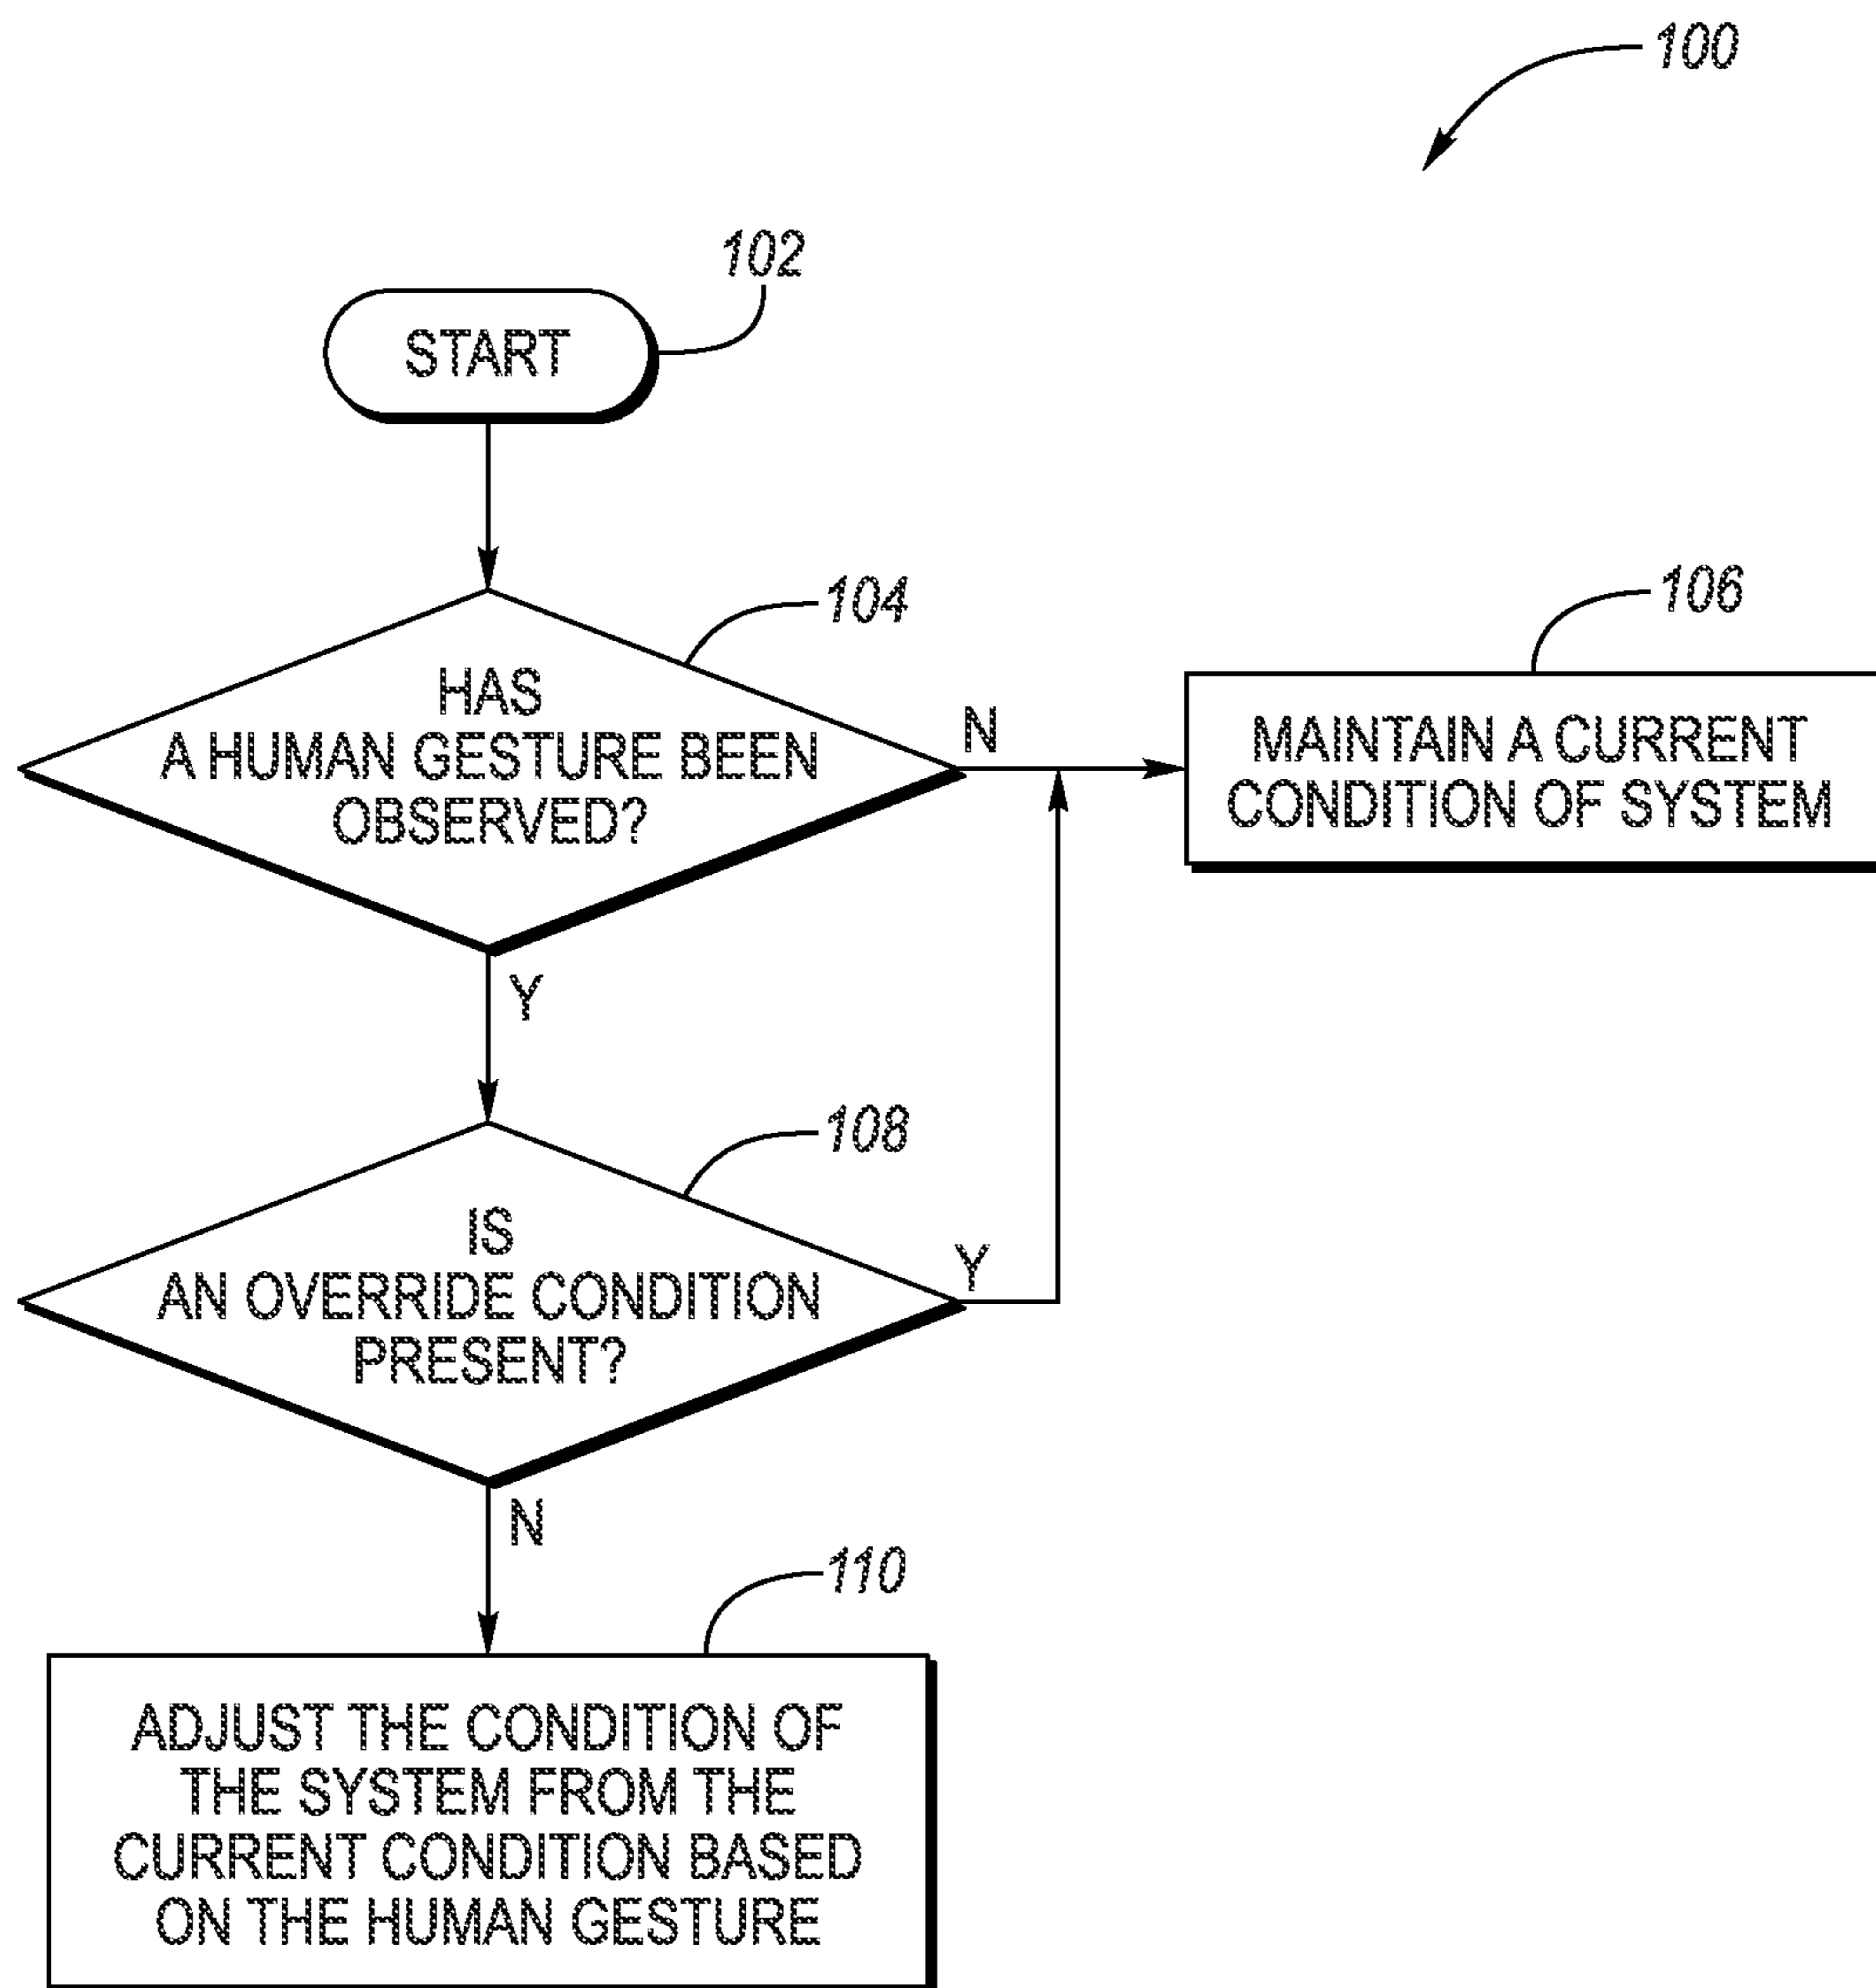 100
102
START
104
HAS
A HUMAN GESTURE BEEN
OBSERVED?
N
106
MAINTAIN A CURRENT
CONDITION OF SYSTEM
Y
108
IS
AN OVERRIDE CONDITION
PRESENT?
Y
N
110
ADJUST THE CONDITION OF
THE SYSTEM FROM THE
CURRENT CONDITION BASED
ON THE HUMAN GESTURE